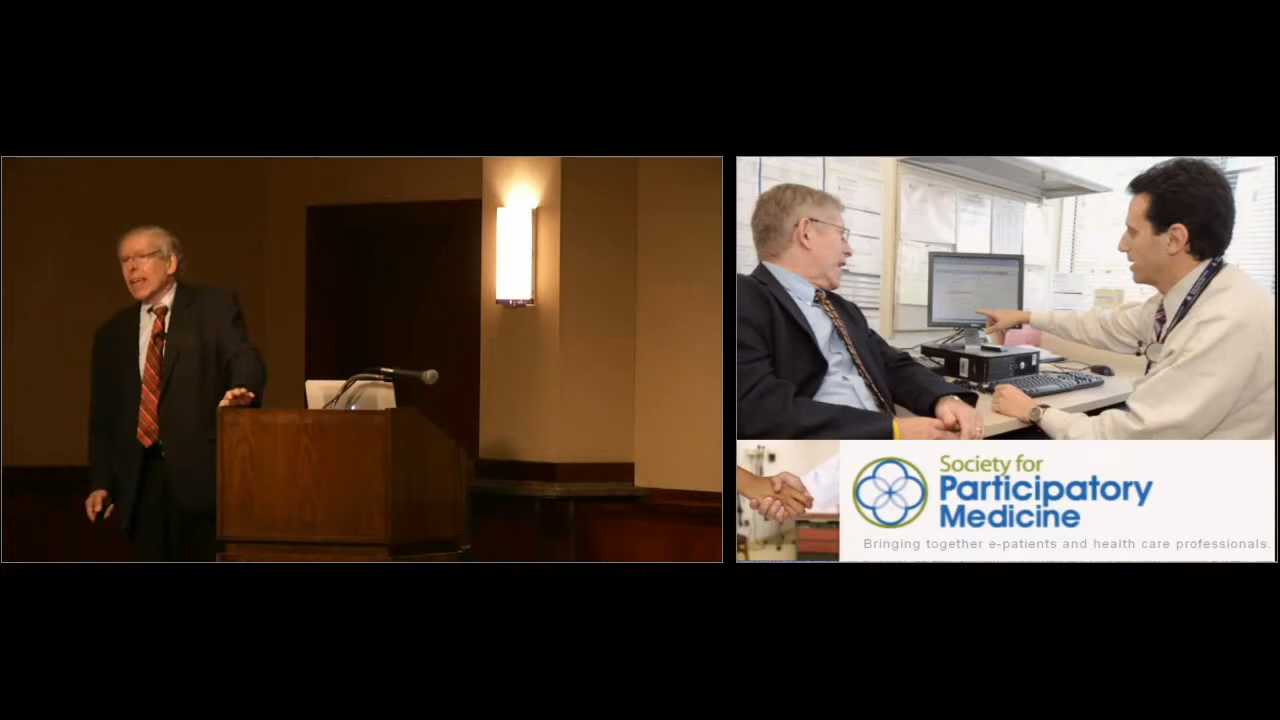 Society for
Participatory
Medicine
Bringing together e-patients and health care professionals.